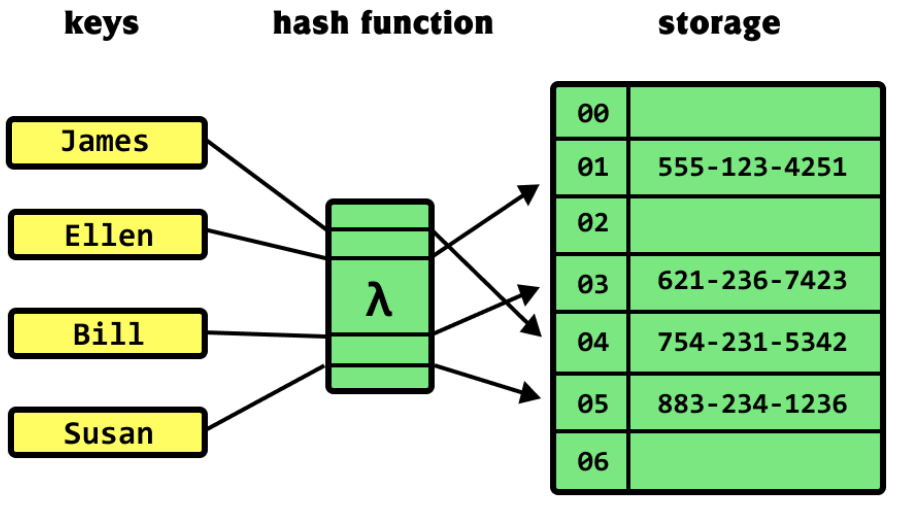 keys
hash function
storage
James
Ellen
Bill
Susan
λ
00
01 555-123-4251
02
03 621-236-7423
04 754-231-5342
05 883-234-1236
06